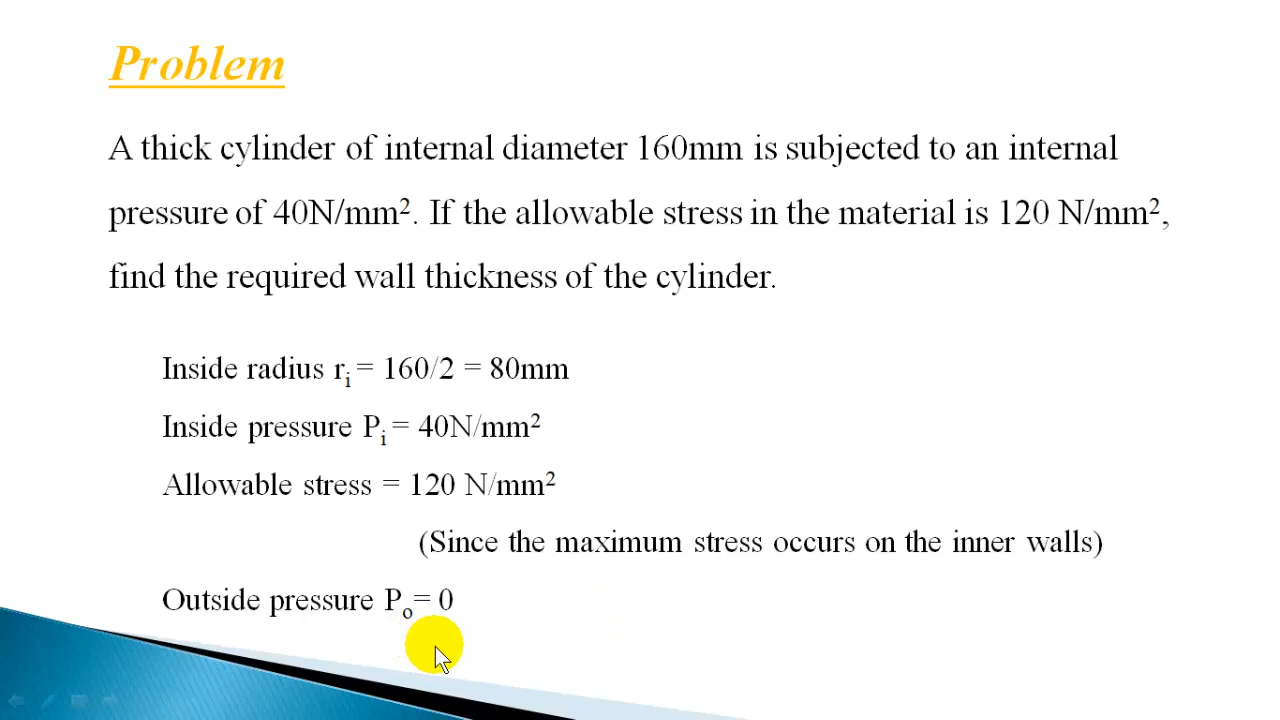 Problem
A thick cylinder of internal diameter 160mm is subjected to an internal
pressure of 40N/mm². If the allowable stress in the material is 120 N/mm²,
find the required wall thickness of the cylinder.
Inside radius rᵢ = 160/2 = 80mm
Inside pressure Pᵢ = 40N/mm²
Allowable stress = 120 N/mm²
(Since the maximum stress occurs on the inner walls)
Outside pressure Pₒ= 0